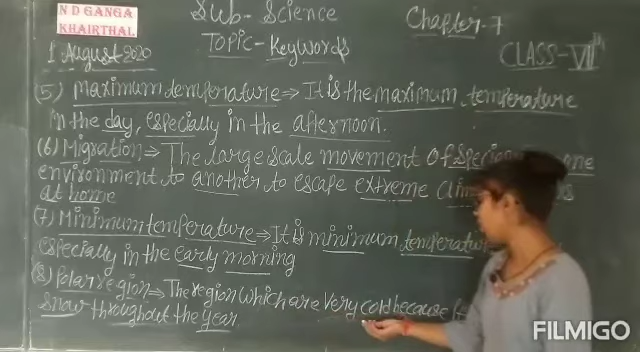 N D GANGA
KHAIRTHAL
Sub- Science
Chapter-7
1 August 2020
TOPIC- Keywords
CLASS-VIIth
(5) Maximum temperature ⇒ It is the maximum temperature
in the day, especially in the afternoon.
(6) Migration ⇒ The large scale movement of species one
environment to another to escape extreme
at home
(7) Minimum temperature ⇒ It is minimum
especially in the early morning
(8) Polar region ⇒ The region which are very cold because
snow throughout the year
FILMIGO